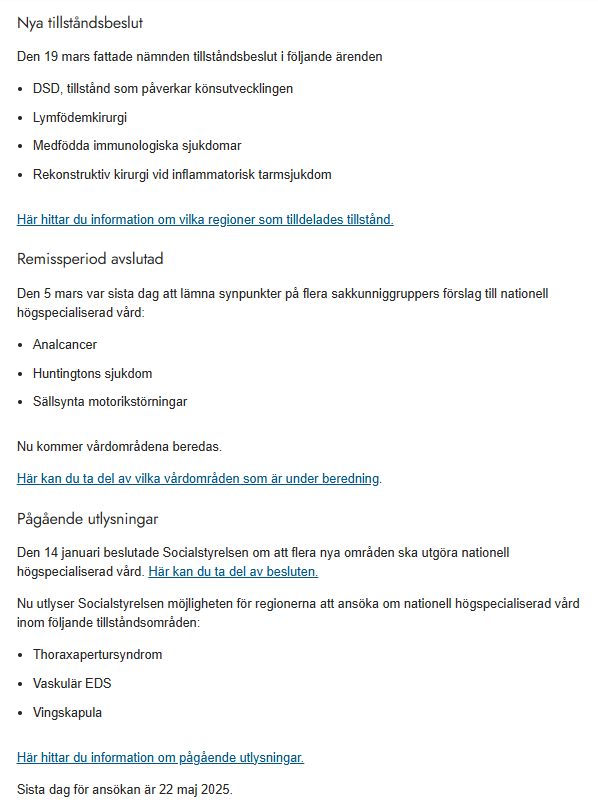 Nya tillståndsbeslut
Den 19 mars fattade nämnden tillståndsbeslut i följande ärenden
• DSD, tillstånd som påverkar könsutvecklingen
• Lymfödemkirurgi
• Medfödda immunologiska sjukdomar
• Rekonstruktiv kirurgi vid inflammatorisk tarmsjukdom
Här hittar du information om vilka regioner som tilldelades tillstånd.
Remissperiod avslutad
Den 5 mars var sista dag att lämna synpunkter på flera sakkunniggruppers förslag till nationell
högspecialiserad vård:
• Analcancer
• Huntingtons sjukdom
• Sällsynta motorikstörningar
Nu kommer vårdområdena beredas.
Här kan du ta del av vilka vårdområden som är under beredning.
Pågående utlysningar
Den 14 januari beslutade Socialstyrelsen om att flera nya områden ska utgöra nationell
högspecialiserad vård. Här kan du ta del av besluten.
Nu utlyser Socialstyrelsen möjligheten för regionerna att ansöka om nationell högspecialiserad vård
inom följande tillståndsområden:
• Thoraxapertursyndrom
• Vaskulär EDS
• Vingskapula
Här hittar du information om pågående utlysningar.
Sista dag för ansökan är 22 maj 2025.